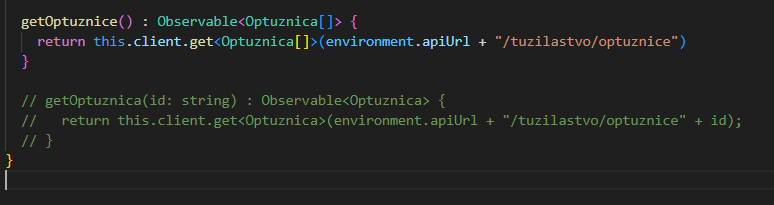 getOptuznice() : Observable<Optuznica[]> {
return this.client.get<Optuznica[]>(environment.apiUrl + "/tuzilastvo/optuznice")
}
// getOptuznica(id: string) : Observable<Optuznica> {
//   return this.client.get<Optuznica>(environment.apiUrl + "/tuzilastvo/optuznice" + id);
// }
}